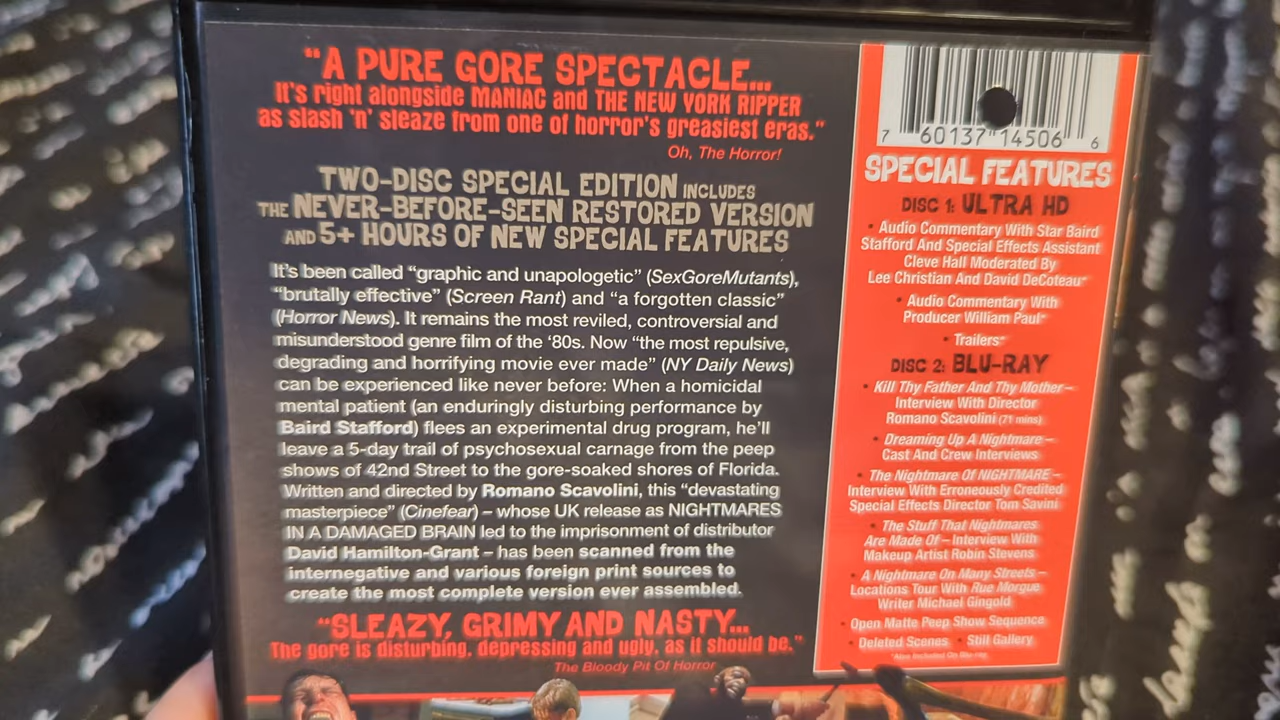 “A PURE GORE SPECTACLE...
It's right alongside MANIAC and THE NEW YORK RIPPER
as slash 'n' sleaze from one of horror's greasiest eras.”
Oh, The Horror!
TWO-DISC SPECIAL EDITION INCLUDES
THE NEVER-BEFORE-SEEN RESTORED VERSION
AND 5+ HOURS OF NEW SPECIAL FEATURES
It's been called “graphic and unapologetic” (SexGoreMutants),
“brutally effective” (Screen Rant) and “a forgotten classic”
(Horror News). It remains the most reviled, controversial and
misunderstood genre film of the ‘80s. Now “the most repulsive,
degrading and horrifying movie ever made” (NY Daily News)
can be experienced like never before: When a homicidal
mental patient (an enduringly disturbing performance by
Baird Stafford) flees an experimental drug program, he'll
leave a 5-day trail of psychosexual carnage from the peep
shows of 42nd Street to the gore-soaked shores of Florida.
Written and directed by Romano Scavolini, this “devastating
masterpiece” (Cinefear) – whose UK release as NIGHTMARES
IN A DAMAGED BRAIN led to the imprisonment of distributor
David Hamilton-Grant – has been scanned from the
internegative and various foreign print sources to
create the most complete version ever assembled.
“SLEAZY, GRIMY AND NASTY...
The gore is disturbing, depressing and ugly, as it should be.”
The Bloody Pit Of Horror
7 60137 14506 6
SPECIAL FEATURES
DISC 1: ULTRA HD
• Audio Commentary With Star Baird
Stafford And Special Effects Assistant
Cleve Hall Moderated By
Lee Christian And David DeCoteau*
• Audio Commentary With
Producer William Paul*
• Trailers*
DISC 2: BLU-RAY
• Kill Thy Father And Thy Mother –
Interview With Director
Romano Scavolini (71 mins)
• Dreaming Up A Nightmare –
Cast And Crew Interviews
• The Nightmare Of NIGHTMARE –
Interview With Erroneously Credited
Special Effects Director Tom Savini
• The Stuff That Nightmares
Are Made Of – Interview With
Makeup Artist Robin Stevens
• A Nightmare On Many Streets –
Locations Tour With Rue Morgue
Writer Michael Gingold
• Open Matte Peep Show Sequence
• Deleted Scenes • Still Gallery
*Also Included On Blu-ray